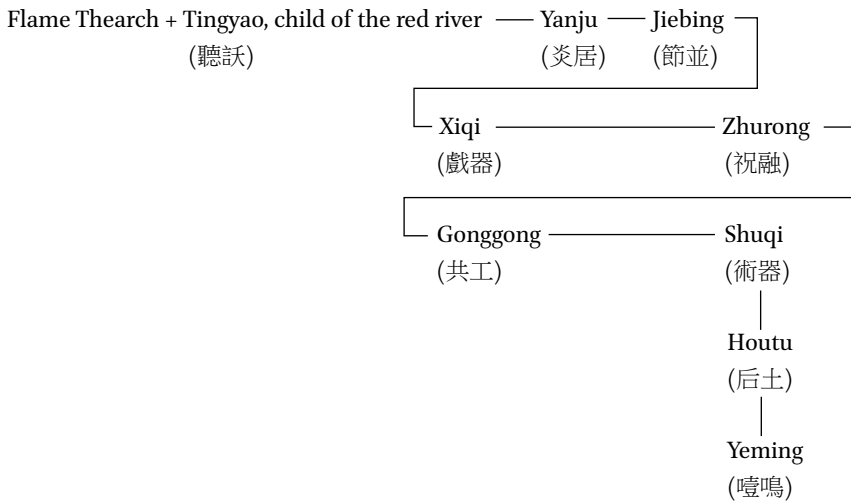 Flame Thearch + Tingyao, child of the red river Yanju Jiebing
(聽訞) (炎居) (節並)
Xiqi Zhurong
(戲器) (祝融)
Gonggong Shuqi
(共工) (術器)
Houtu
(后土)
Yeming
(噎鳴)